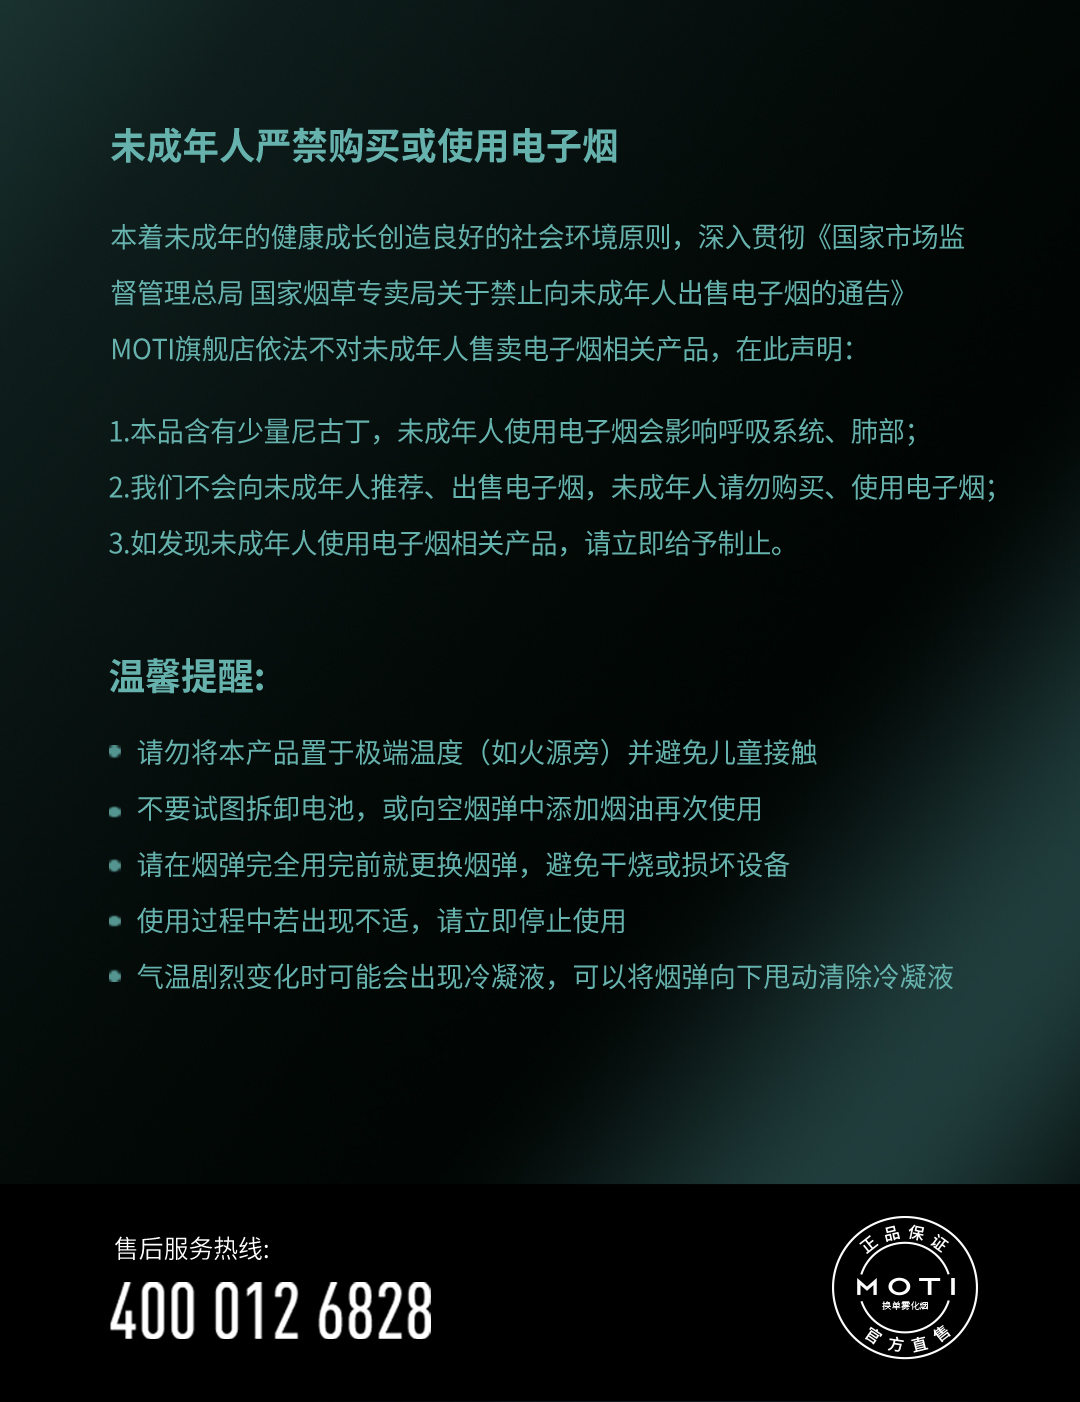 未成年人严禁购买或使用电子烟
本着未成年的健康成长创造良好的社会环境原则，深入贯彻《国家市场监
督管理总局 国家烟草专卖局关于禁止向未成年人出售电子烟的通告》
MOTI旗舰店依法不对未成年人售卖电子烟相关产品，在此声明：
1.本品含有少量尼古丁，未成年人使用电子烟会影响呼吸系统、肺部；
2.我们不会向未成年人推荐、出售电子烟，未成年人请勿购买、使用电子烟；
3.如发现未成年人使用电子烟相关产品，请立即给予制止。
温馨提醒:
请勿将本产品置于极端温度（如火源旁）并避免儿童接触
不要试图拆卸电池，或向空烟弹中添加烟油再次使用
请在烟弹完全用完前就更换烟弹，避免干烧或损坏设备
使用过程中若出现不适，请立即停止使用
气温剧烈变化时可能会出现冷凝液，可以将烟弹向下甩动清除冷凝液
售后服务热线:
400 012 6828
正品保证
MOTI
换单雾化烟
官方直售